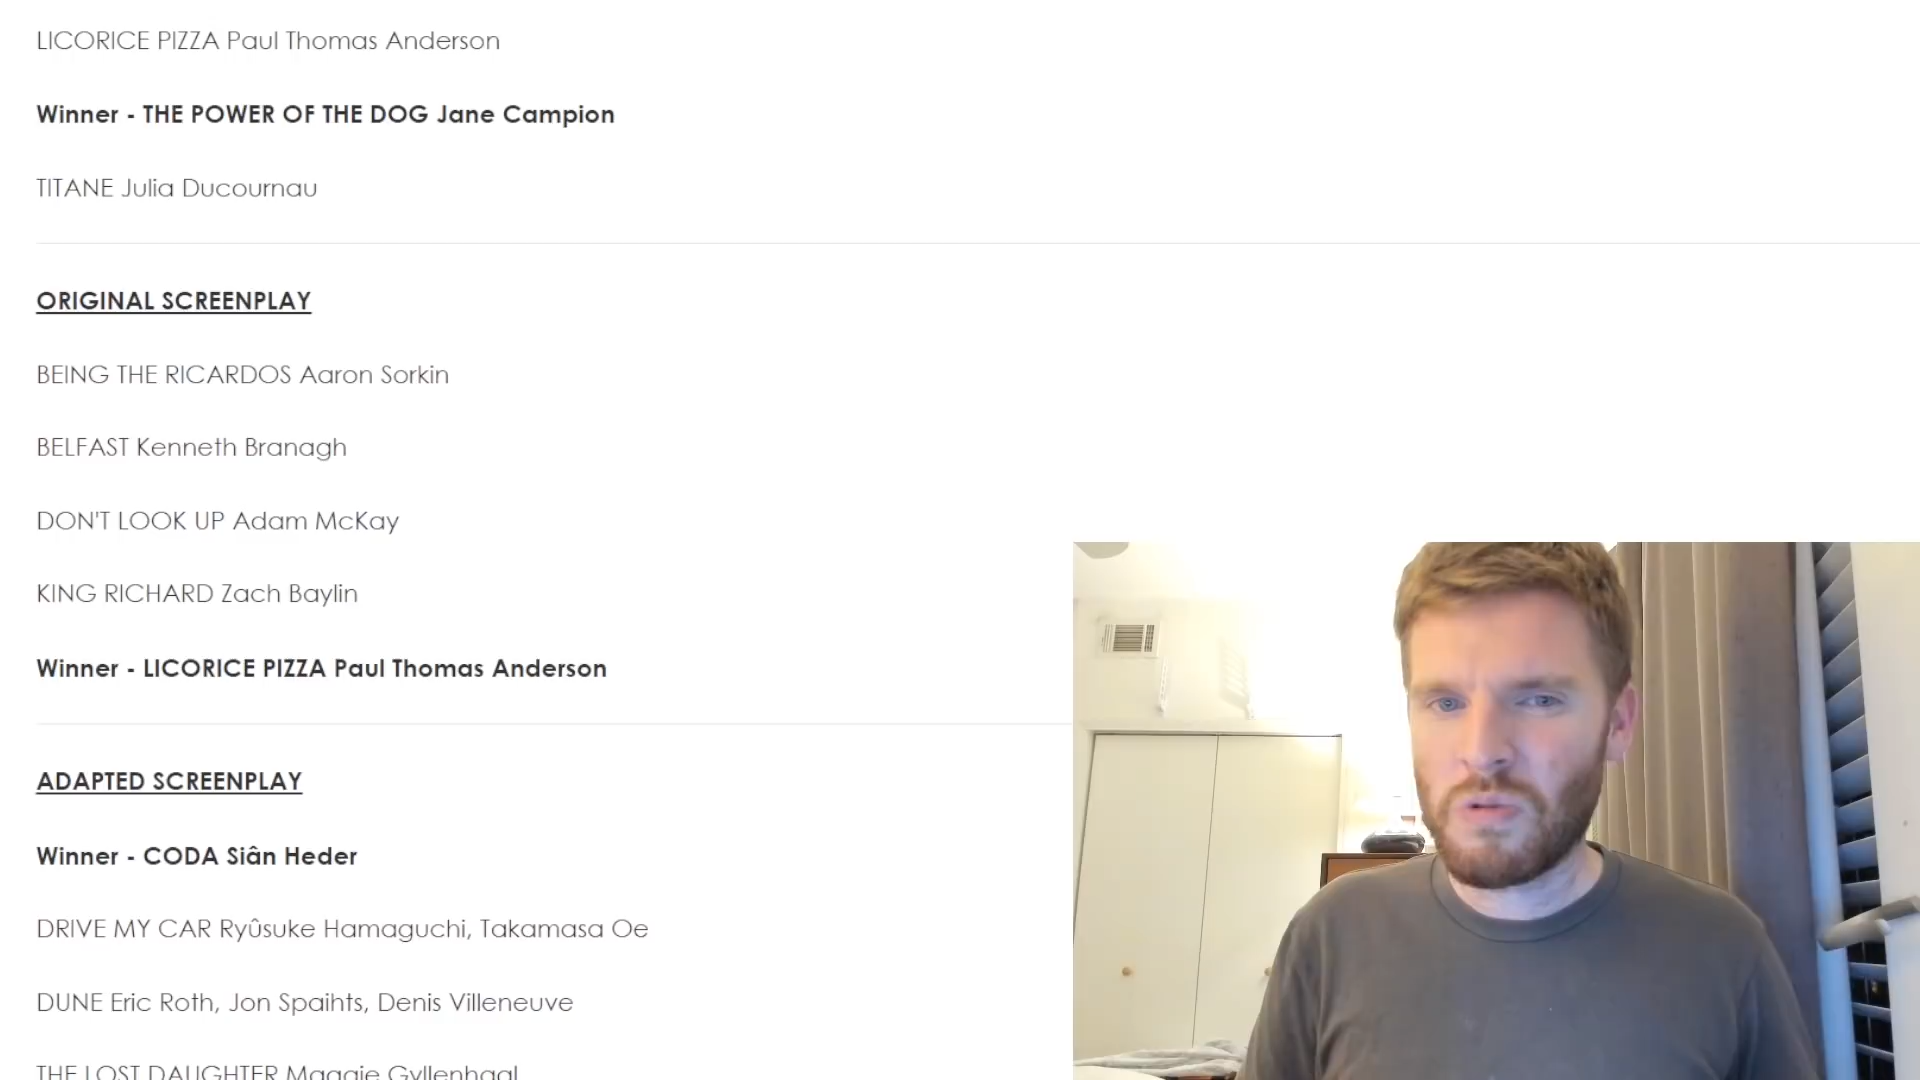 LICORICE PIZZA Paul Thomas Anderson
Winner - THE POWER OF THE DOG Jane Campion
TITANE Julia Ducournau
ORIGINAL SCREENPLAY
BEING THE RICARDOS Aaron Sorkin
BELFAST Kenneth Branagh
DON'T LOOK UP Adam McKay
KING RICHARD Zach Baylin
Winner - LICORICE PIZZA Paul Thomas Anderson
ADAPTED SCREENPLAY
Winner - CODA Siân Heder
DRIVE MY CAR Ryûsuke Hamaguchi, Takamasa Oe
DUNE Eric Roth, Jon Spaihts, Denis Villeneuve
THE LOST DAUGHTER Maggie Gyllenhaal